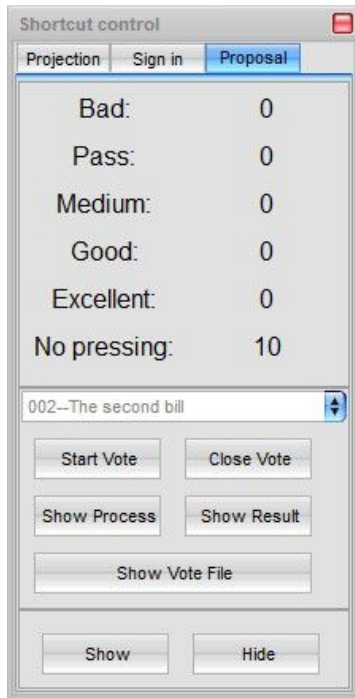 Shortcut control
Projection Sign in Proposal
Bad: 0
Pass: 0
Medium: 0
Good: 0
Excellent: 0
No pressing: 10
002--The second bill
Start Vote Close Vote
Show Process Show Result
Show Vote File
Show Hide